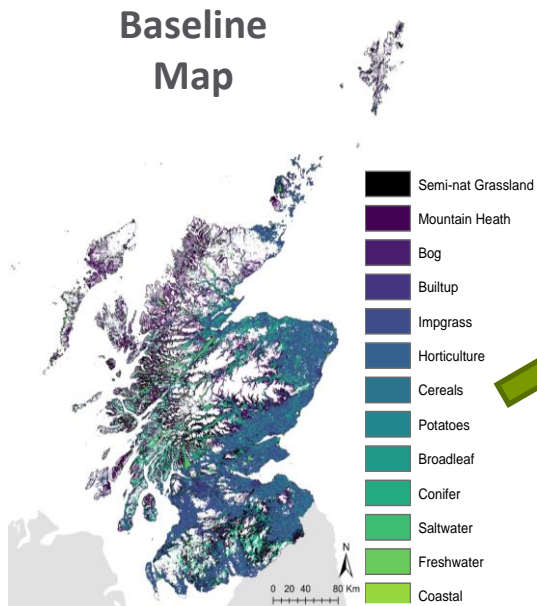 Baseline
Map
Semi-nat Grassland
Mountain Heath
Bog
Builtup
Impgrass
Horticulture
Cereals
Potatoes
Broadleaf
Conifer
Saltwater
Freshwater
Coastal
N
0 20 40 80 Km